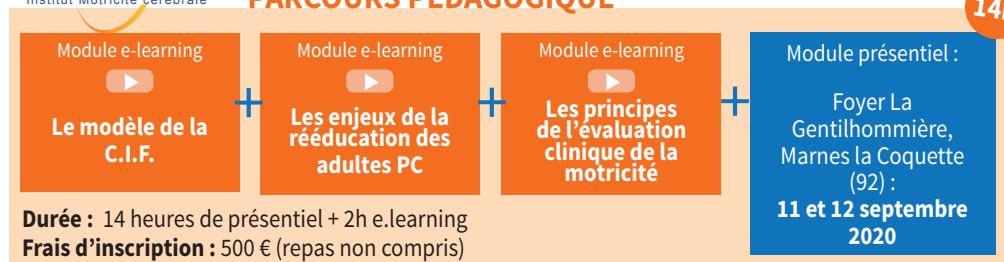 Institut Motricité Cérébrale
PARCOURS PÉDAGOGIQUE
Module e-learning
Le modèle de la
C.I.F.
+
Module e-learning
Les enjeux de la
rééducation des
adultes PC
+
Module e-learning
Les principes
de l'évaluation
clinique de la
motricité
+
Module présentiel :
Foyer La
Gentilhommière,
Marnes la Coquette
(92) :
11 et 12 septembre
2020
Durée : 14 heures de présentiel + 2h e.learning
Frais d'inscription : 500 € (repas non compris)